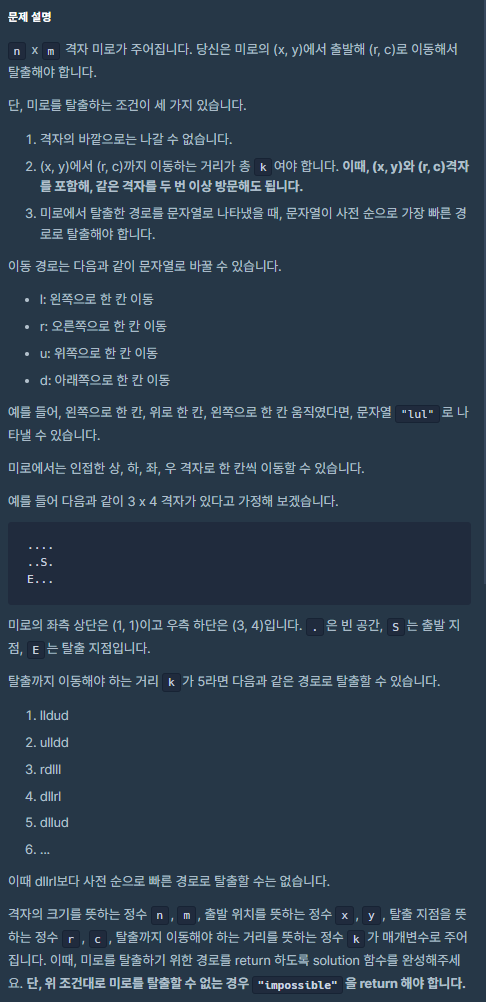 문제 설명
n x m 격자 미로가 주어집니다. 당신은 미로의 (x, y)에서 출발해 (r, c)로 이동해서
탈출해야 합니다.
단, 미로를 탈출하는 조건이 세 가지 있습니다.
1. 격자의 바깥으로는 나갈 수 없습니다.
2. (x, y)에서 (r, c)까지 이동하는 거리가 총 k 여야 합니다. 이때, (x, y)와 (r, c)격자
를 포함해, 같은 격자를 두 번 이상 방문해도 됩니다.
3. 미로에서 탈출한 경로를 문자열로 나타냈을 때, 문자열이 사전 순으로 가장 빠른 경
로로 탈출해야 합니다.
이동 경로는 다음과 같이 문자열로 바꿀 수 있습니다.
• l: 왼쪽으로 한 칸 이동
• r: 오른쪽으로 한 칸 이동
• u: 위쪽으로 한 칸 이동
• d: 아래쪽으로 한 칸 이동
예를 들어, 왼쪽으로 한 칸, 위로 한 칸, 왼쪽으로 한 칸 움직였다면, 문자열 "lul" 로 나
타낼 수 있습니다.
미로에서는 인접한 상, 하, 좌, 우 격자로 한 칸씩 이동할 수 있습니다.
예를 들어 다음과 같이 3 x 4 격자가 있다고 가정해 보겠습니다.
....
..S.
E...
미로의 좌측 상단은 (1, 1)이고 우측 하단은 (3, 4)입니다. . 은 빈 공간, S 는 출발 지
점, E 는 탈출 지점입니다.
탈출까지 이동해야 하는 거리 k 가 5라면 다음과 같은 경로로 탈출할 수 있습니다.
1. lldud
2. ulldd
3. rdlll
4. dllrl
5. dllud
6. ...
이때 dllrl보다 사전 순으로 빠른 경로로 탈출할 수는 없습니다.
격자의 크기를 뜻하는 정수 n , m , 출발 위치를 뜻하는 정수 x , y , 탈출 지점을 뜻
하는 정수 r , c , 탈출까지 이동해야 하는 거리를 뜻하는 정수 k 가 매개변수로 주어
집니다. 이때, 미로를 탈출하기 위한 경로를 return 하도록 solution 함수를 완성해주세
요. 단, 위 조건대로 미로를 탈출할 수 없는 경우 "impossible" 을 return 해야 합니다.